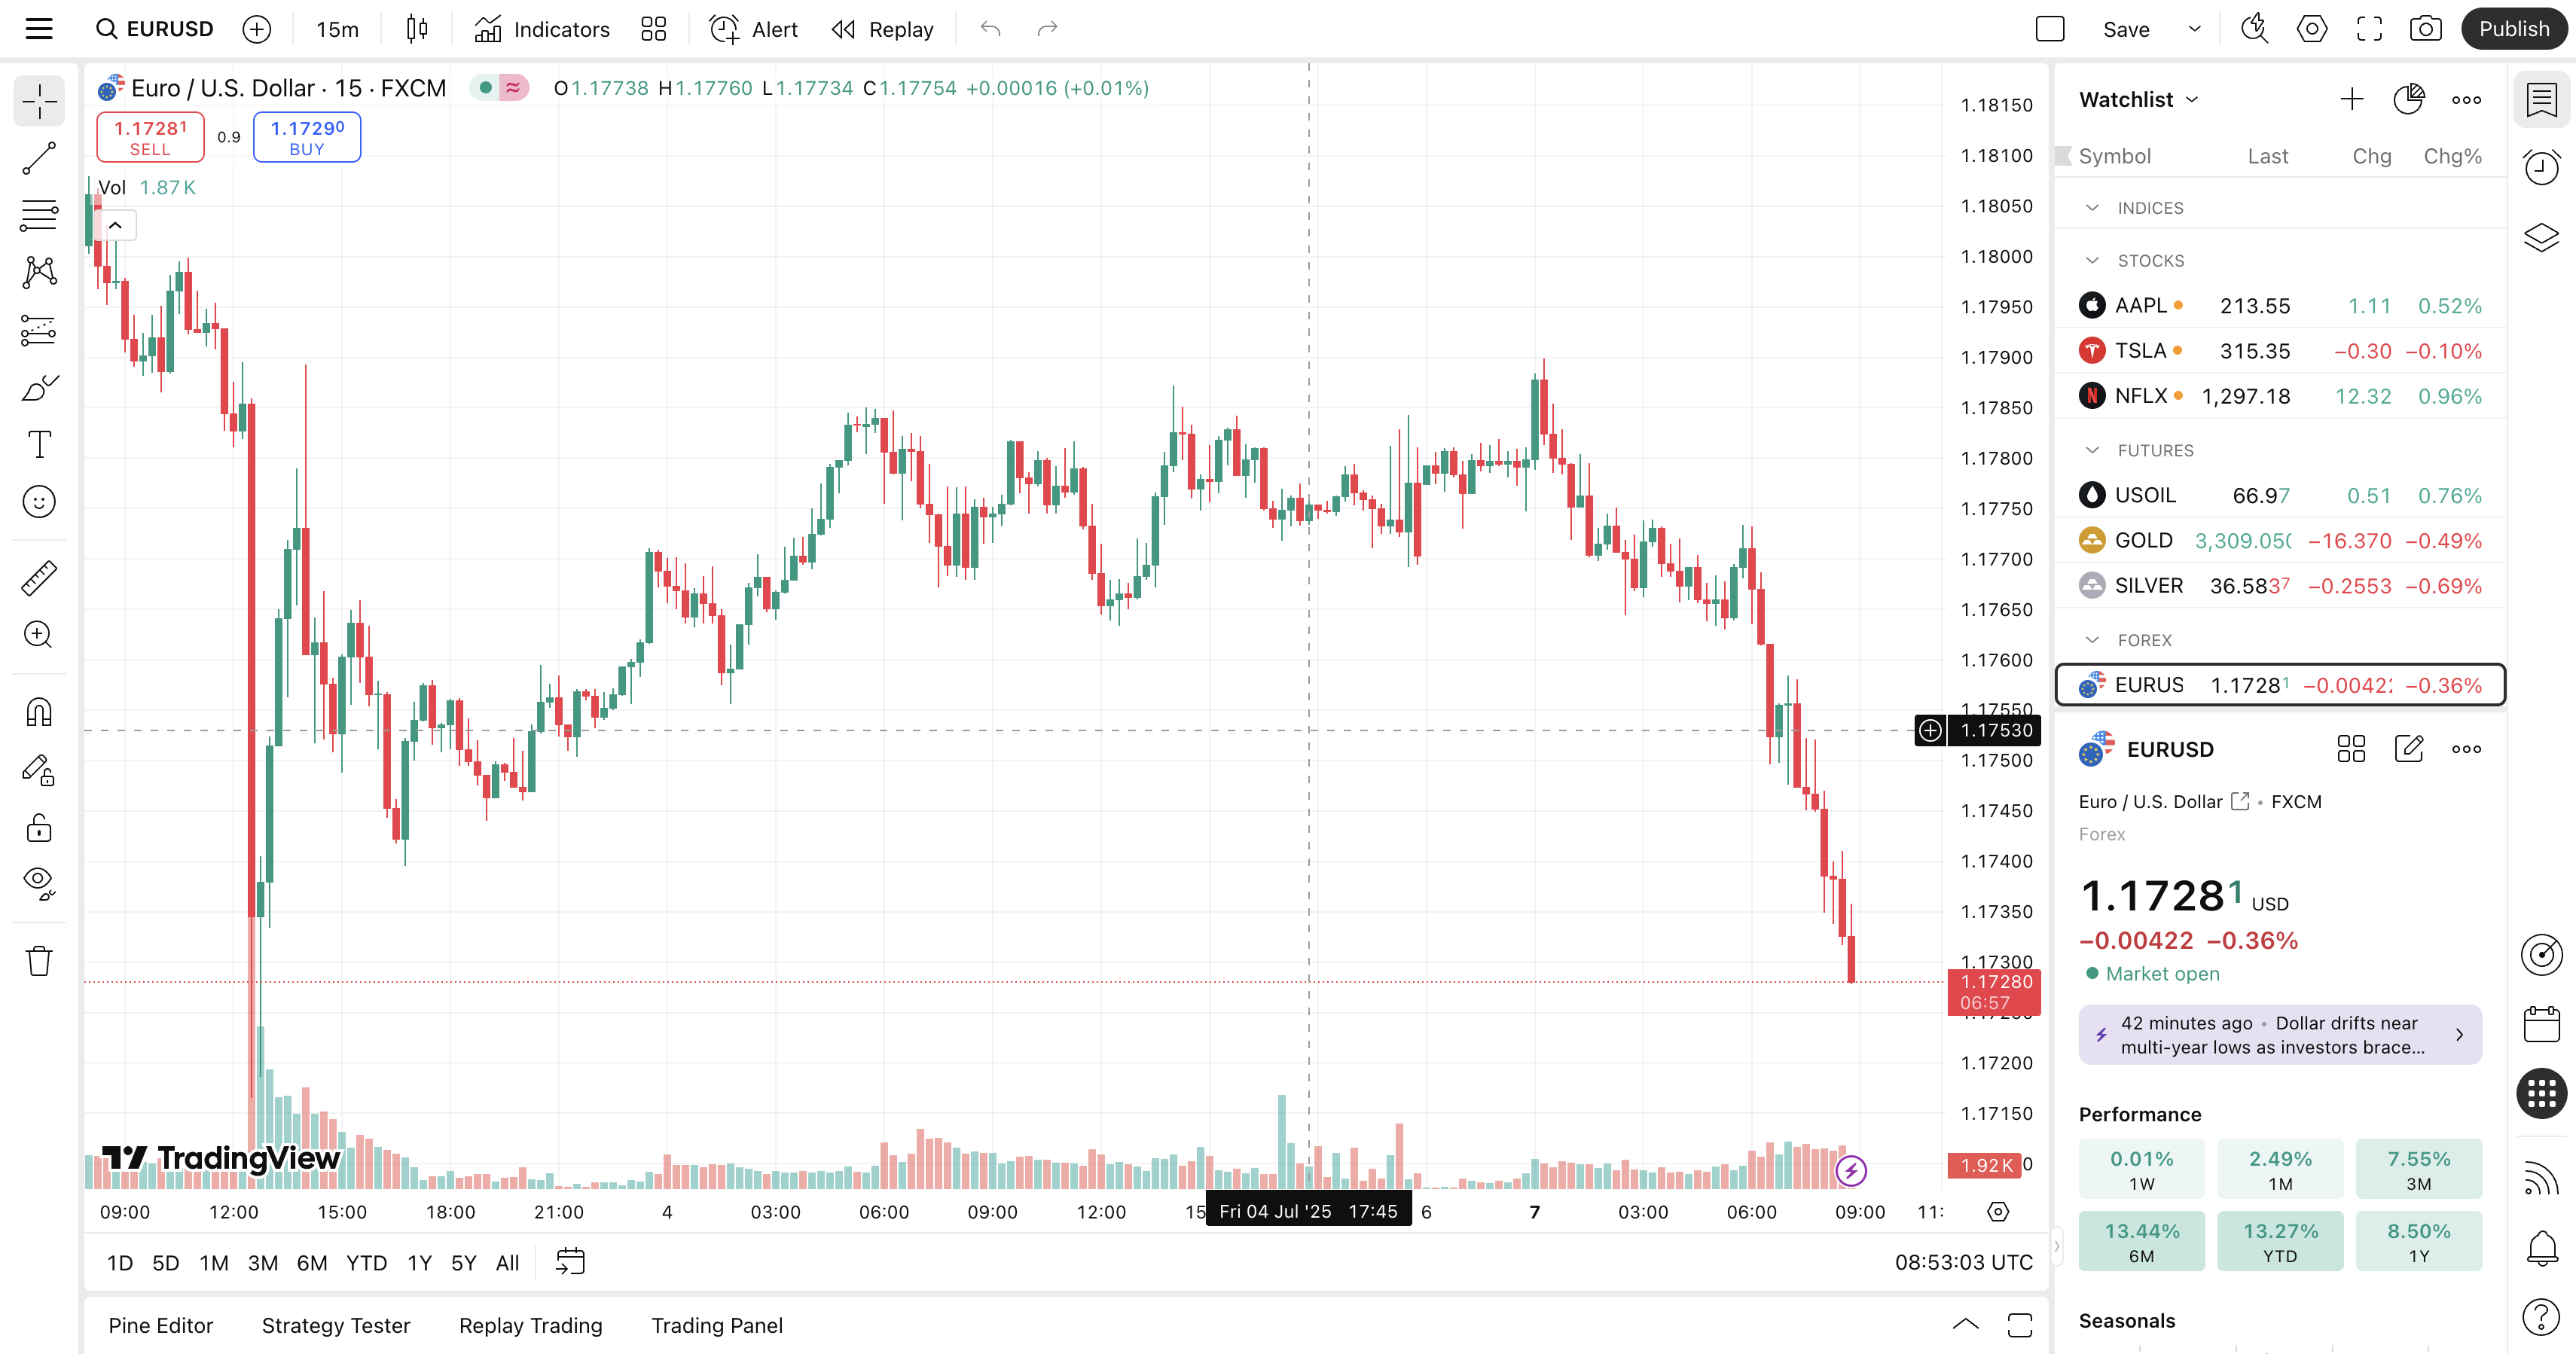 EURUSD 15m Indicators Alert Replay Save Publish
Euro / U.S. Dollar · 15 · FXCM O1.17738 H1.17760 L1.17734 C1.17754 +0.00016 (+0.01%)
1.17281 SELL 0.9 1.17290 BUY
Vol 1.87 K
1.18150
1.18100
1.18050
1.18000
1.17950
1.17900
1.17850
1.17800
1.17750
1.17700
1.17650
1.17600
1.17550
1.17530
1.17500
1.17450
1.17400
1.17350
1.17300
1.17280
06:57
1.17200
1.17150
1.92 K
TradingView
09:00 12:00 15:00 18:00 21:00 4 03:00 06:00 09:00 12:00 15 Fri 04 Jul '25 17:45 6 7 03:00 06:00 09:00 11:
1D 5D 1M 3M 6M YTD 1Y 5Y All 08:53:03 UTC
Pine Editor Strategy Tester Replay Trading Trading Panel
Watchlist
Symbol Last Chg Chg%
INDICES
STOCKS
AAPL 213.55 1.11 0.52%
TSLA 315.35 −0.30 −0.10%
NFLX 1,297.18 12.32 0.96%
FUTURES
USOIL 66.97 0.51 0.76%
GOLD 3,309.050 −16.370 −0.49%
SILVER 36.5837 −0.2553 −0.69%
FOREX
EURUS 1.17281 −0.00422 −0.36%
EURUSD
Euro / U.S. Dollar • FXCM
Forex
1.17281 USD
−0.00422 −0.36%
Market open
42 minutes ago • Dollar drifts near
multi-year lows as investors brace...
Performance
0.01% 2.49% 7.55%
1W 1M 3M
13.44% 13.27% 8.50%
6M YTD 1Y
Seasonals